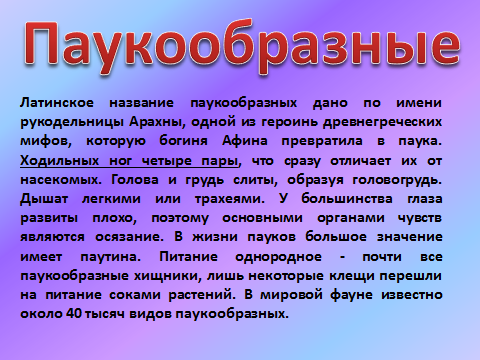 Паукообразные
Латинское название паукообразных дано по имени
рукодельницы Арахны, одной из героинь древнегреческих
мифов, которую богиня Афина превратила в паука.
Ходильных ног четыре пары, что сразу отличает их от
насекомых. Голова и грудь слиты, образуя головогрудь.
Дышат легкими или трахеями. У большинства глаза
развиты плохо, поэтому основными органами чувств
являются осязание. В жизни пауков большое значение
имеет паутина. Питание однородное - почти все
паукообразные хищники, лишь некоторые клещи перешли
на питание соками растений. В мировой фауне известно
около 40 тысяч видов паукообразных.